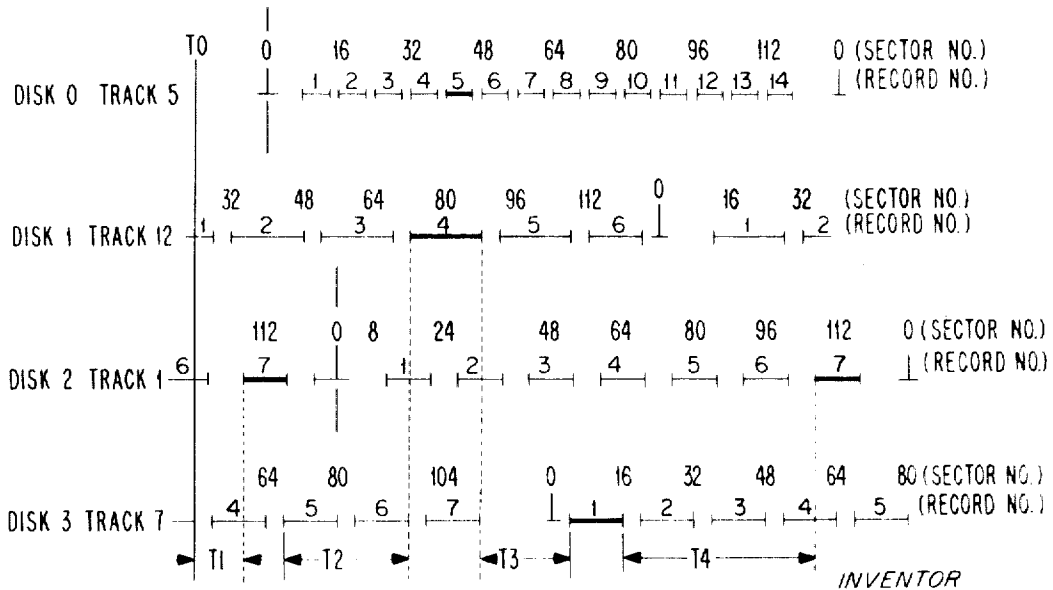 TO 0 16 32 48 64 80 96 112 0 (SECTOR NO.)
DISK 0 TRACK 5 1 2 3 4 5 6 7 8 9 10 11 12 13 14 (RECORD NO.)
32 48 64 80 96 112 0 16 32 (SECTOR NO.)
DISK 1 TRACK 12 1 2 3 4 5 6 1 2 (RECORD NO.)
112 0 8 24 48 64 80 96 112 0 (SECTOR NO.)
DISK 2 TRACK 1 6 7 1 2 3 4 5 6 7 (RECORD NO.)
64 80 104 0 16 32 48 64 80 (SECTOR NO.)
DISK 3 TRACK 7 4 5 6 7 1 2 3 4 5 (RECORD NO.)
T1 T2 T3 T4
INVENTOR